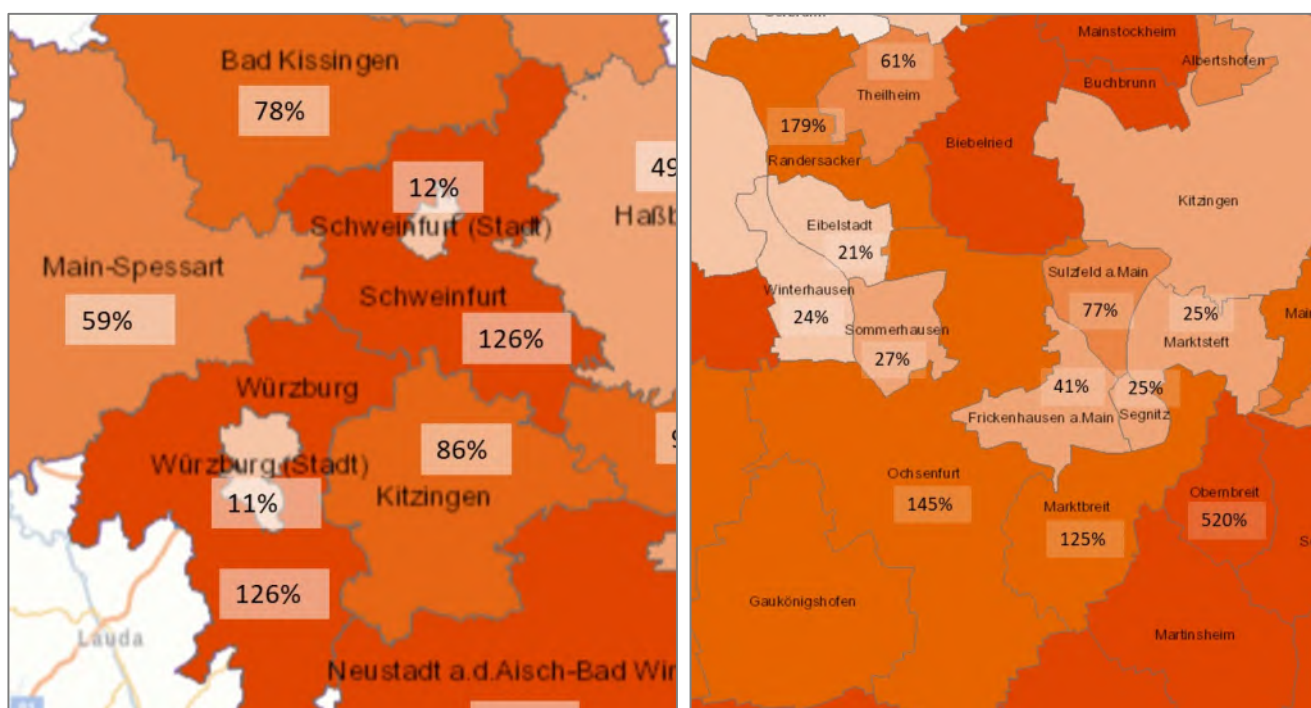 Bad Kissingen
78%
12%
49
Schweinfurt (Stadt)
Haßb
Main-Spessart
Schweinfurt
59%
126%
Würzburg
86%
Würzburg (Stadt)
Kitzingen
11%
126%
Lauda
Neustadt a.d.Aisch-Bad Win
Mainstockheim
61%
Albertshofen
Buchbrunn
Theilheim
179%
Biebelried
Randersacker
Kitzingen
Eibelstadt
21%
Sulzfeld a.Main
Winterhausen
77%
25%
Main
24%
Sommerhausen
Marktsteft
27%
41%
25%
Frickenhausen a.Main
Segnitz
Ochsenfurt
Obernbreit
145%
Marktbreit
520%
125%
Gaukönigshofen
Martinsheim